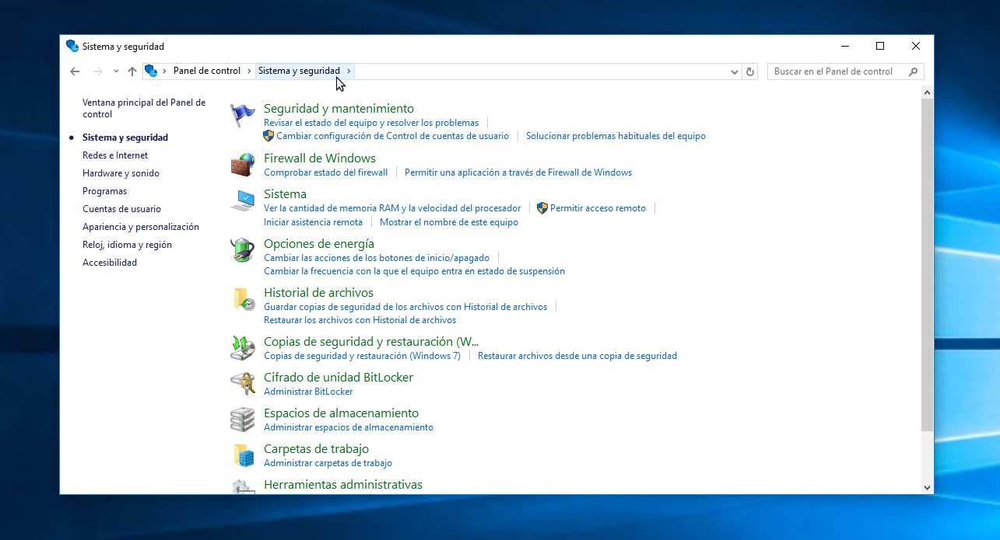 Sistema y seguridad
Panel de control Sistema y seguridad
Buscar en el Panel de control
Ventana principal del Panel de
control
Sistema y seguridad
Redes e Internet
Hardware y sonido
Programas
Cuentas de usuario
Apariencia y personalización
Reloj, idioma y región
Accesibilidad
Seguridad y mantenimiento
Revisar el estado del equipo y resolver los problemas
Cambiar configuración de Control de cuentas de usuario Solucionar problemas habituales del equipo
Firewall de Windows
Comprobar estado del firewall Permitir una aplicación a través de Firewall de Windows
Sistema
Ver la cantidad de memoria RAM y la velocidad del procesador Permitir acceso remoto
Iniciar asistencia remota Mostrar el nombre de este equipo
Opciones de energía
Cambiar las acciones de los botones de inicio/apagado
Cambiar la frecuencia con la que el equipo entra en estado de suspensión
Historial de archivos
Guardar copias de seguridad de los archivos con Historial de archivos
Restaurar los archivos con Historial de archivos
Copias de seguridad y restauración (W...
Copias de seguridad y restauración (Windows 7) Restaurar archivos desde una copia de seguridad
Cifrado de unidad BitLocker
Administrar BitLocker
Espacios de almacenamiento
Administrar espacios de almacenamiento
Carpetas de trabajo
Administrar carpetas de trabajo
Herramientas administrativas